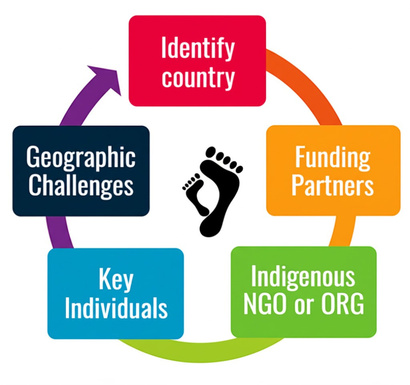 Identify
country
Funding
Partners
Indigenous
NGO or ORG
Key
Individuals
Geographic
Challenges